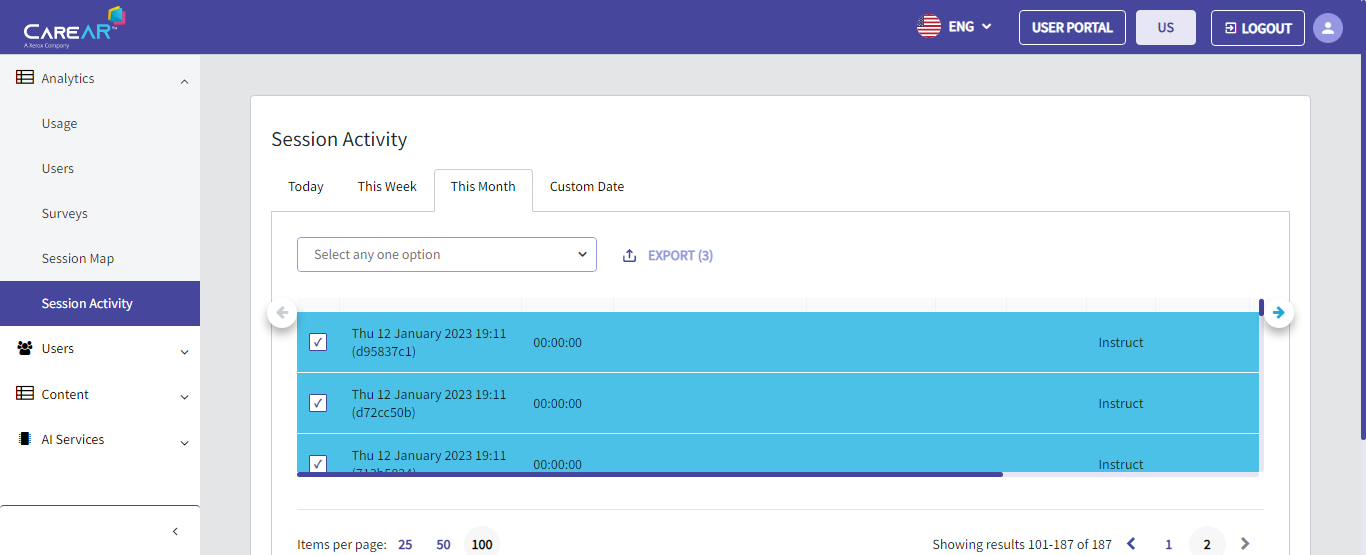 CAREAR™
A Xerox Company
ENG
USER PORTAL
US
LOGOUT
Analytics
Usage
Users
Surveys
Session Map
Session Activity
Users
Content
AI Services
Session Activity
Today
This Week
This Month
Custom Date
Select any one option
EXPORT (3)
Thu 12 January 2023 19:11
(d95837c1)
00:00:00
Instruct
Thu 12 January 2023 19:11
(d72cc50b)
00:00:00
Instruct
Thu 12 January 2023 19:11
00:00:00
Instruct
Items per page: 25 50 100
Showing results 101-187 of 187
1
2